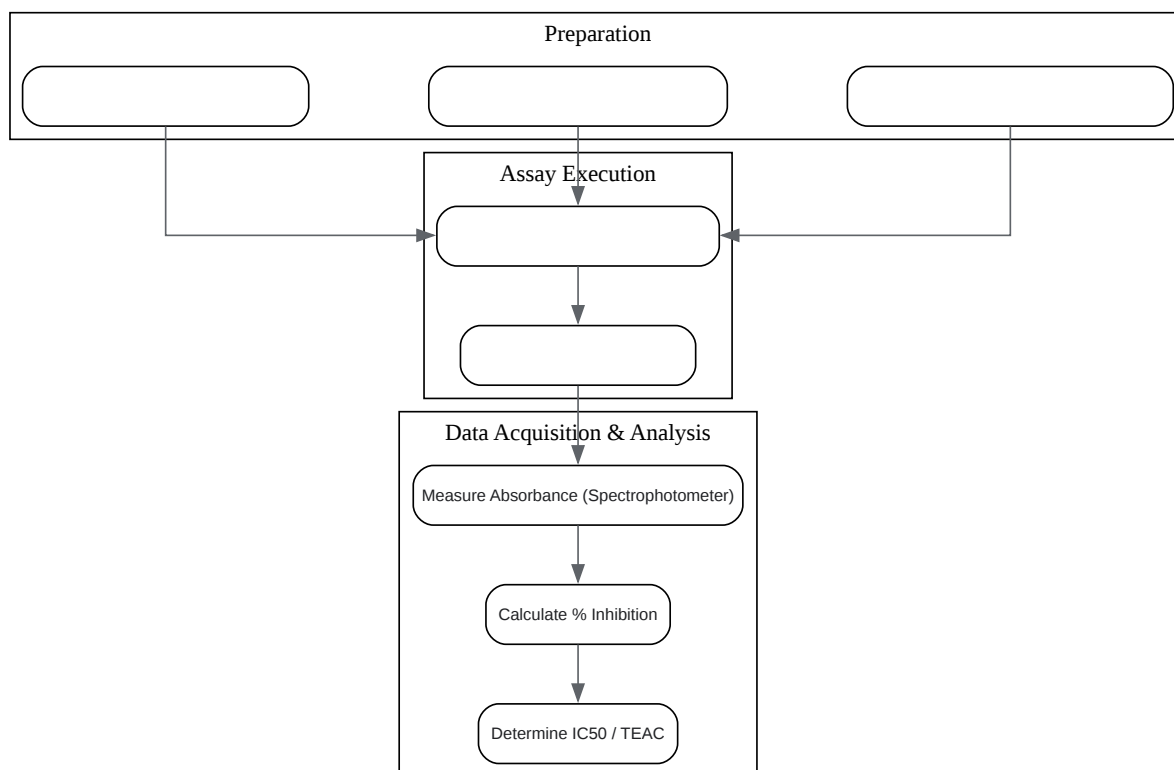 Preparation
Assay Execution
Data Acquisition & Analysis
Measure Absorbance (Spectrophotometer)
Calculate % Inhibition
Determine IC50 / TEAC